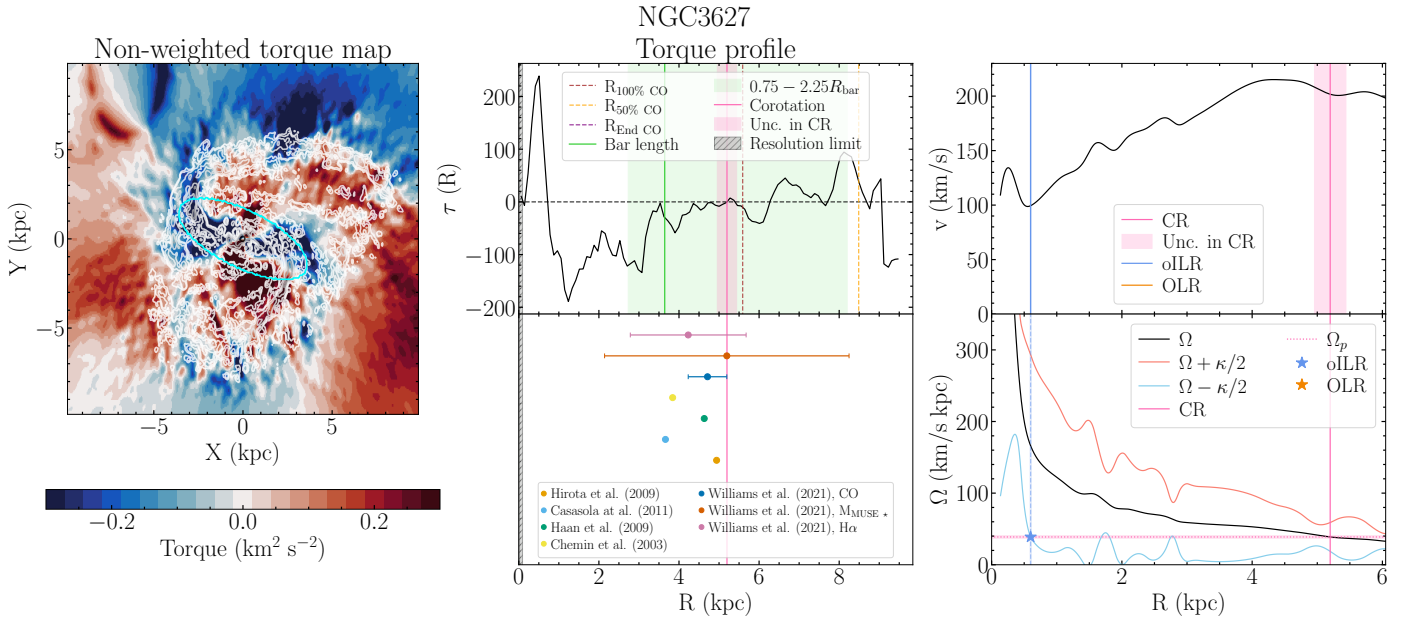 NGC3627
Non-weighted torque map
Y (kpc)
5
0
−5
−5
0
5
X (kpc)
−0.2
0.0
0.2
Torque (km² s⁻²)
Torque profile
τ (R)
200
100
0
−100
−200
R100% CO
R50% CO
REnd CO
Bar length
0.75 − 2.25Rbar
Corotation
Unc. in CR
Resolution limit
Hirota et al. (2009)
Casasola at al. (2011)
Haan et al. (2009)
Chemin et al. (2003)
Williams et al. (2021), CO
Williams et al. (2021), MMUSE ⋆
Williams et al. (2021), Hα
0
2
4
6
8
R (kpc)
v (km/s)
200
150
100
50
0
CR
Unc. in CR
oILR
OLR
Ω (km/s kpc)
300
200
100
0
Ω
Ω + κ/2
Ω − κ/2
CR
Ωp
oILR
OLR
0
2
4
6
R (kpc)